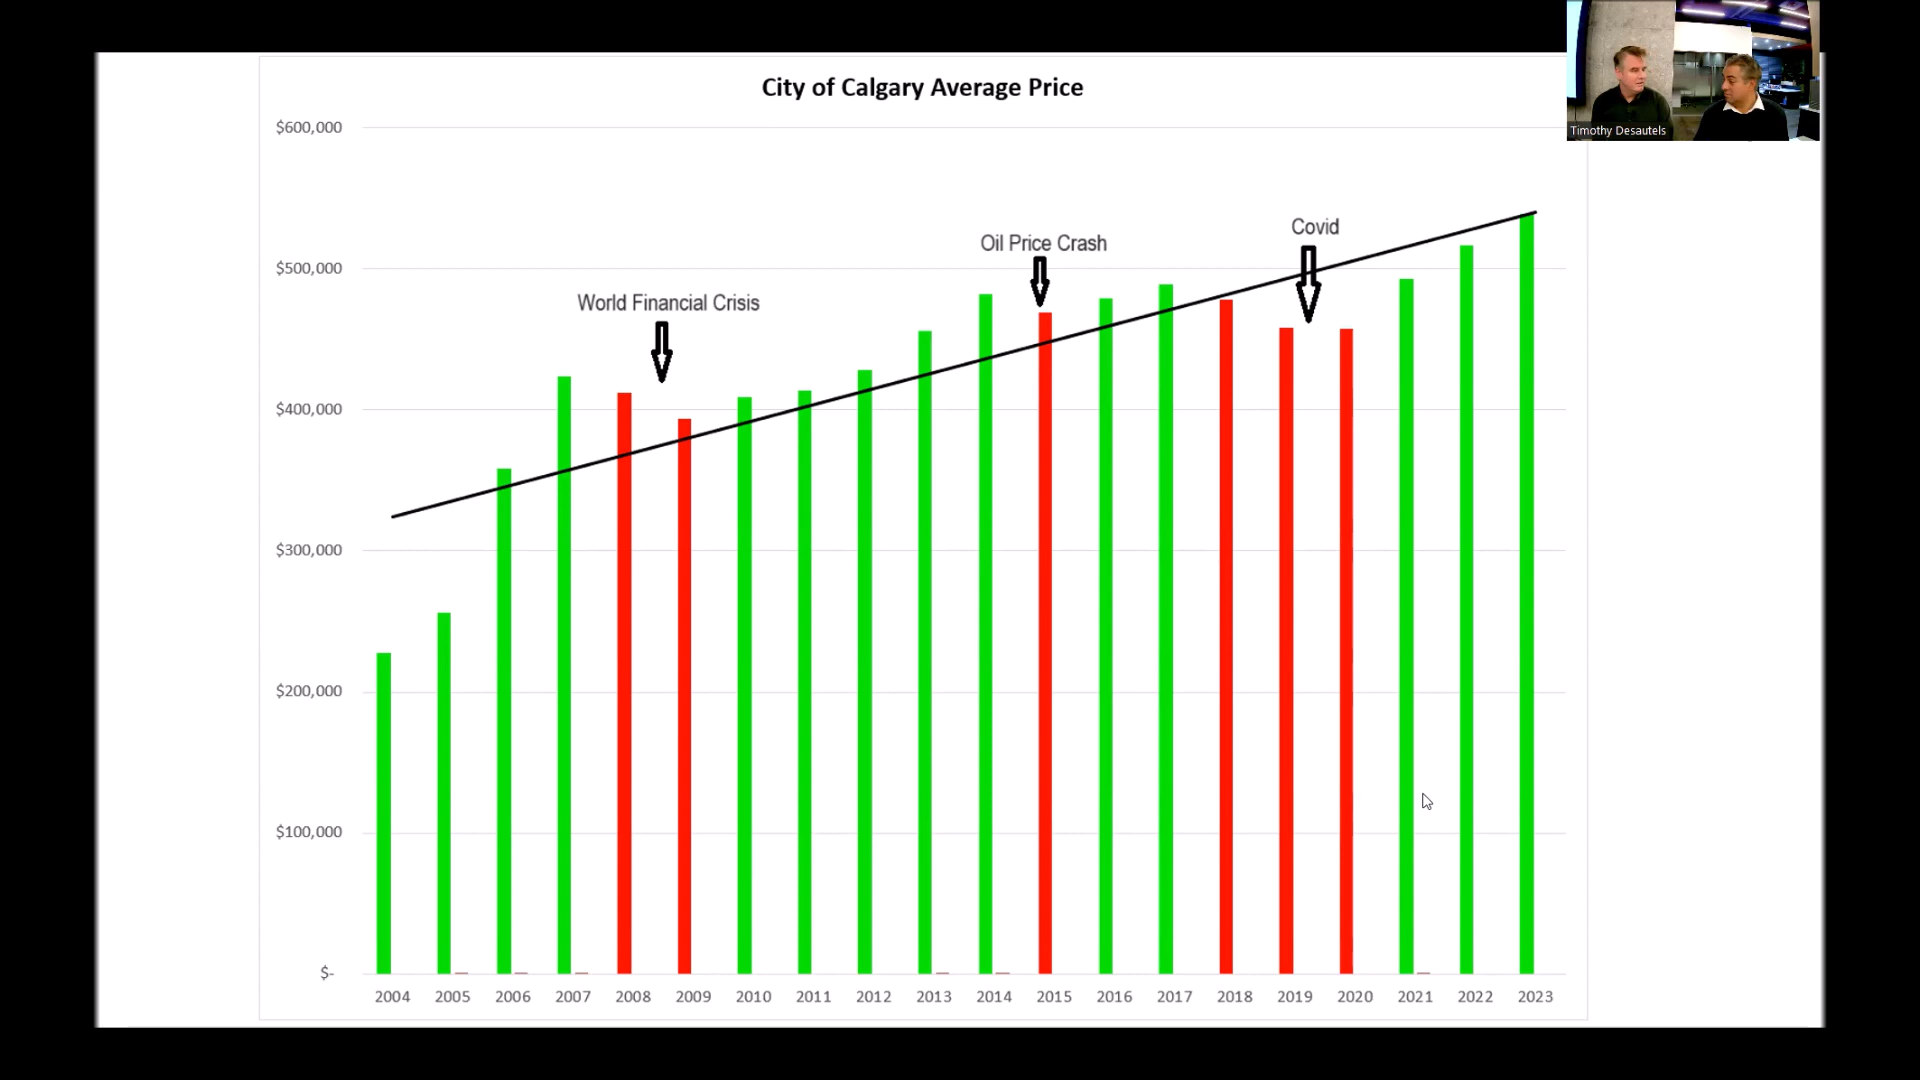 City of Calgary Average Price
Timothy Desautels
$600,000
$500,000
$400,000
$300,000
$200,000
$100,000
$-
World Financial Crisis
Oil Price Crash
Covid
2004 2005 2006 2007 2008 2009 2010 2011 2012 2013 2014 2015 2016 2017 2018 2019 2020 2021 2022 2023